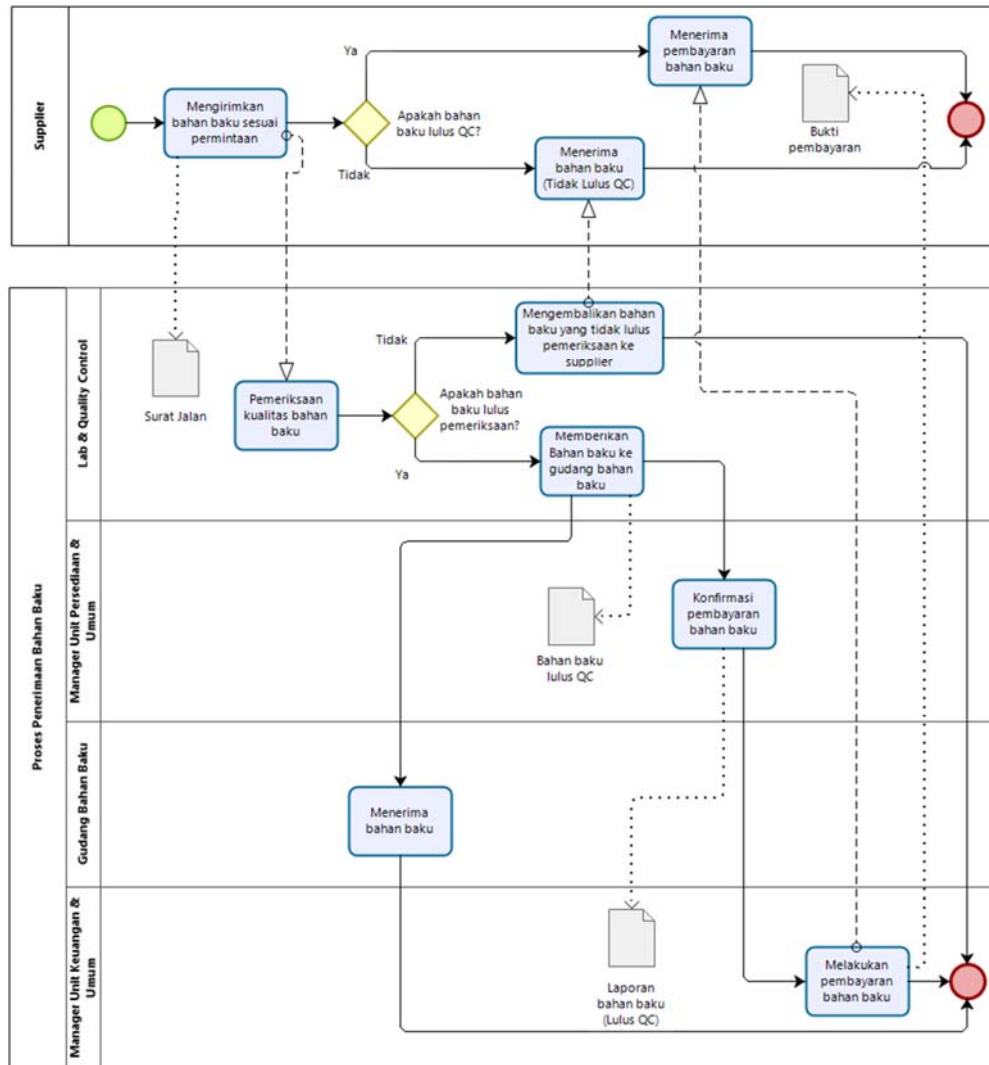 Supplier
Mengirimkan
bahan baku sesuai
permintaan
Ya
Apakah bahan
baku lulus QC?
Tidak
Menerima
pembayaran
bahan baku
Menerima
bahan baku
(Tidak Lulus QC)
Bukti
pembayaran
Proses Penerimaan Bahan Baku
Lab & Quality Control
Surat Jalan
Pemeriksaan
kualitas bahan
baku
Tidak
Apakah bahan
baku lulus
pemeriksaan?
Ya
Mengembalikan bahan
baku yang tidak lulus
pemeriksaan ke
supplier
Memberikan
Bahan baku ke
gudang bahan
baku
Manager Unit Persediaan &
Umum
Bahan baku
lulus QC
Konfirmasi
pembayaran
bahan baku
Gudang Bahan Baku
Menerima
bahan baku
Manager Unit Keuangan &
Umum
Laporan
bahan baku
(Lulus QC)
Melakukan
pembayaran
bahan baku